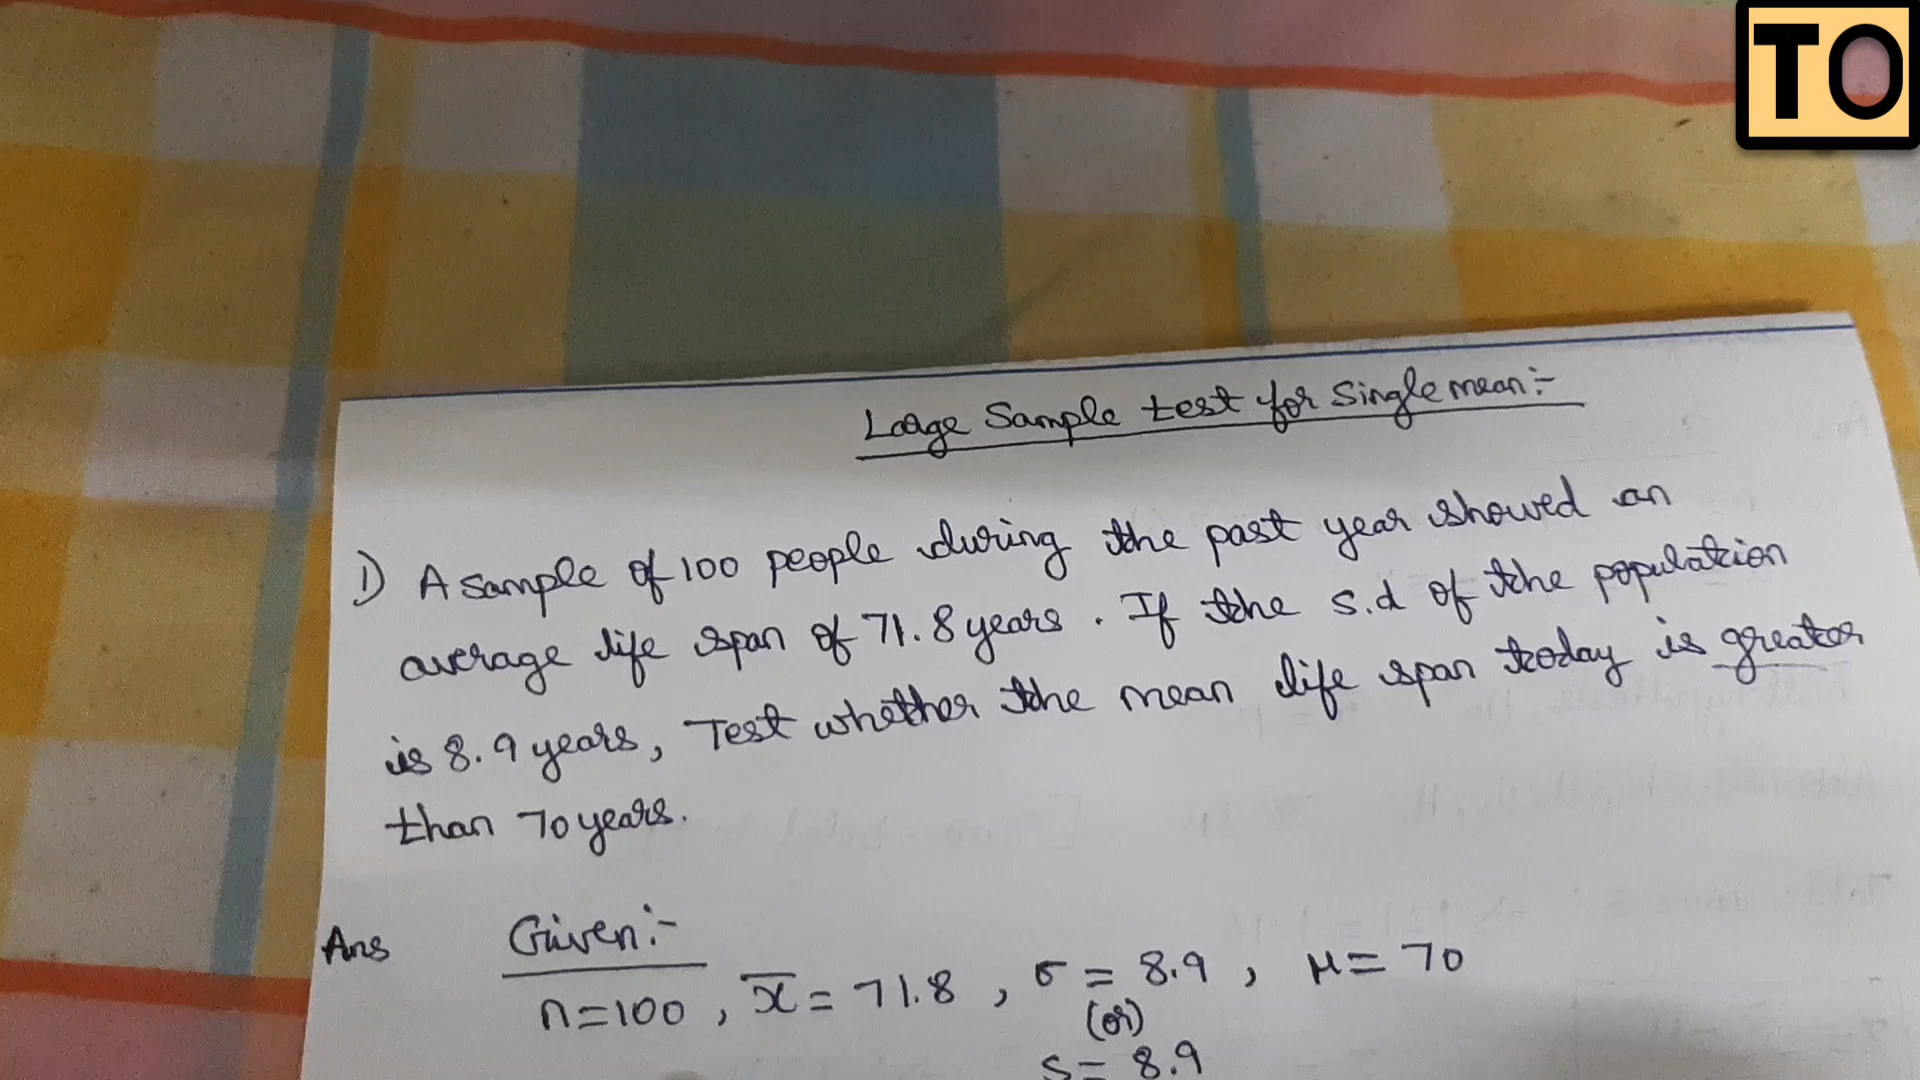 TO
Large Sample test for Single mean:-
1) A sample of 100 people during the past year showed an
average life span of 71.8 years. If the s.d of the population
is 8.9 years, Test whether the mean life span today is greater
than 70 years.
Ans Given:-
n=100, x̄ = 71.8, σ = 8.9, μ = 70
(or)
S = 8.9